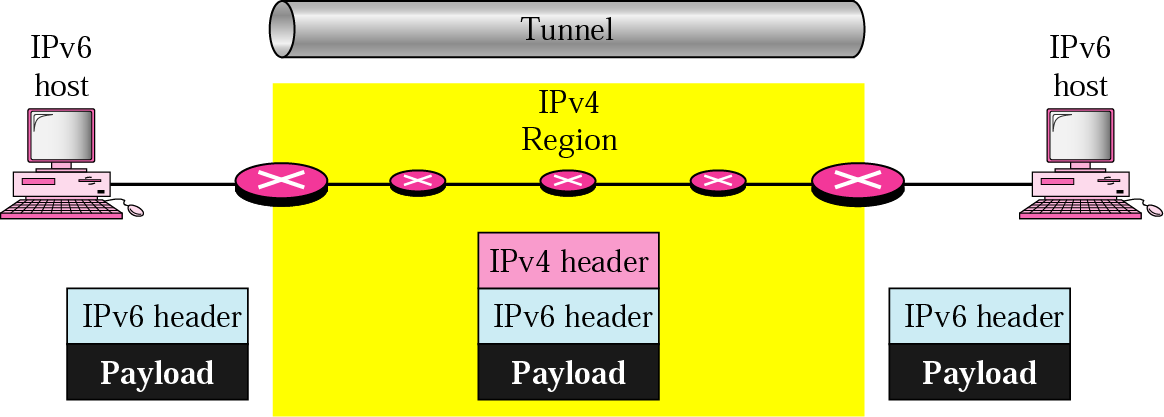 Tunnel
IPv6
host
IPv6
host
IPv4
Region
IPv4 header
IPv6 header
IPv6 header
IPv6 header
Payload
Payload
Payload